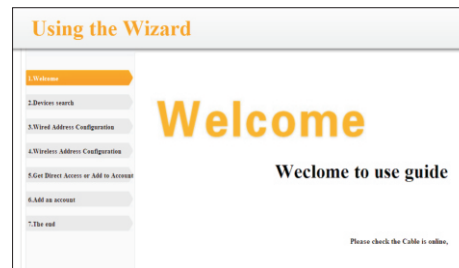 Using the Wizard
1.Welcome
2.Devices search
3.Wired Address Configuration
4.Wireless Address Configuration
5.Get Direct Access or Add to Account
6.Add an account
7.The end
Welcome
Weclome to use guide
Please check the Cable is online,